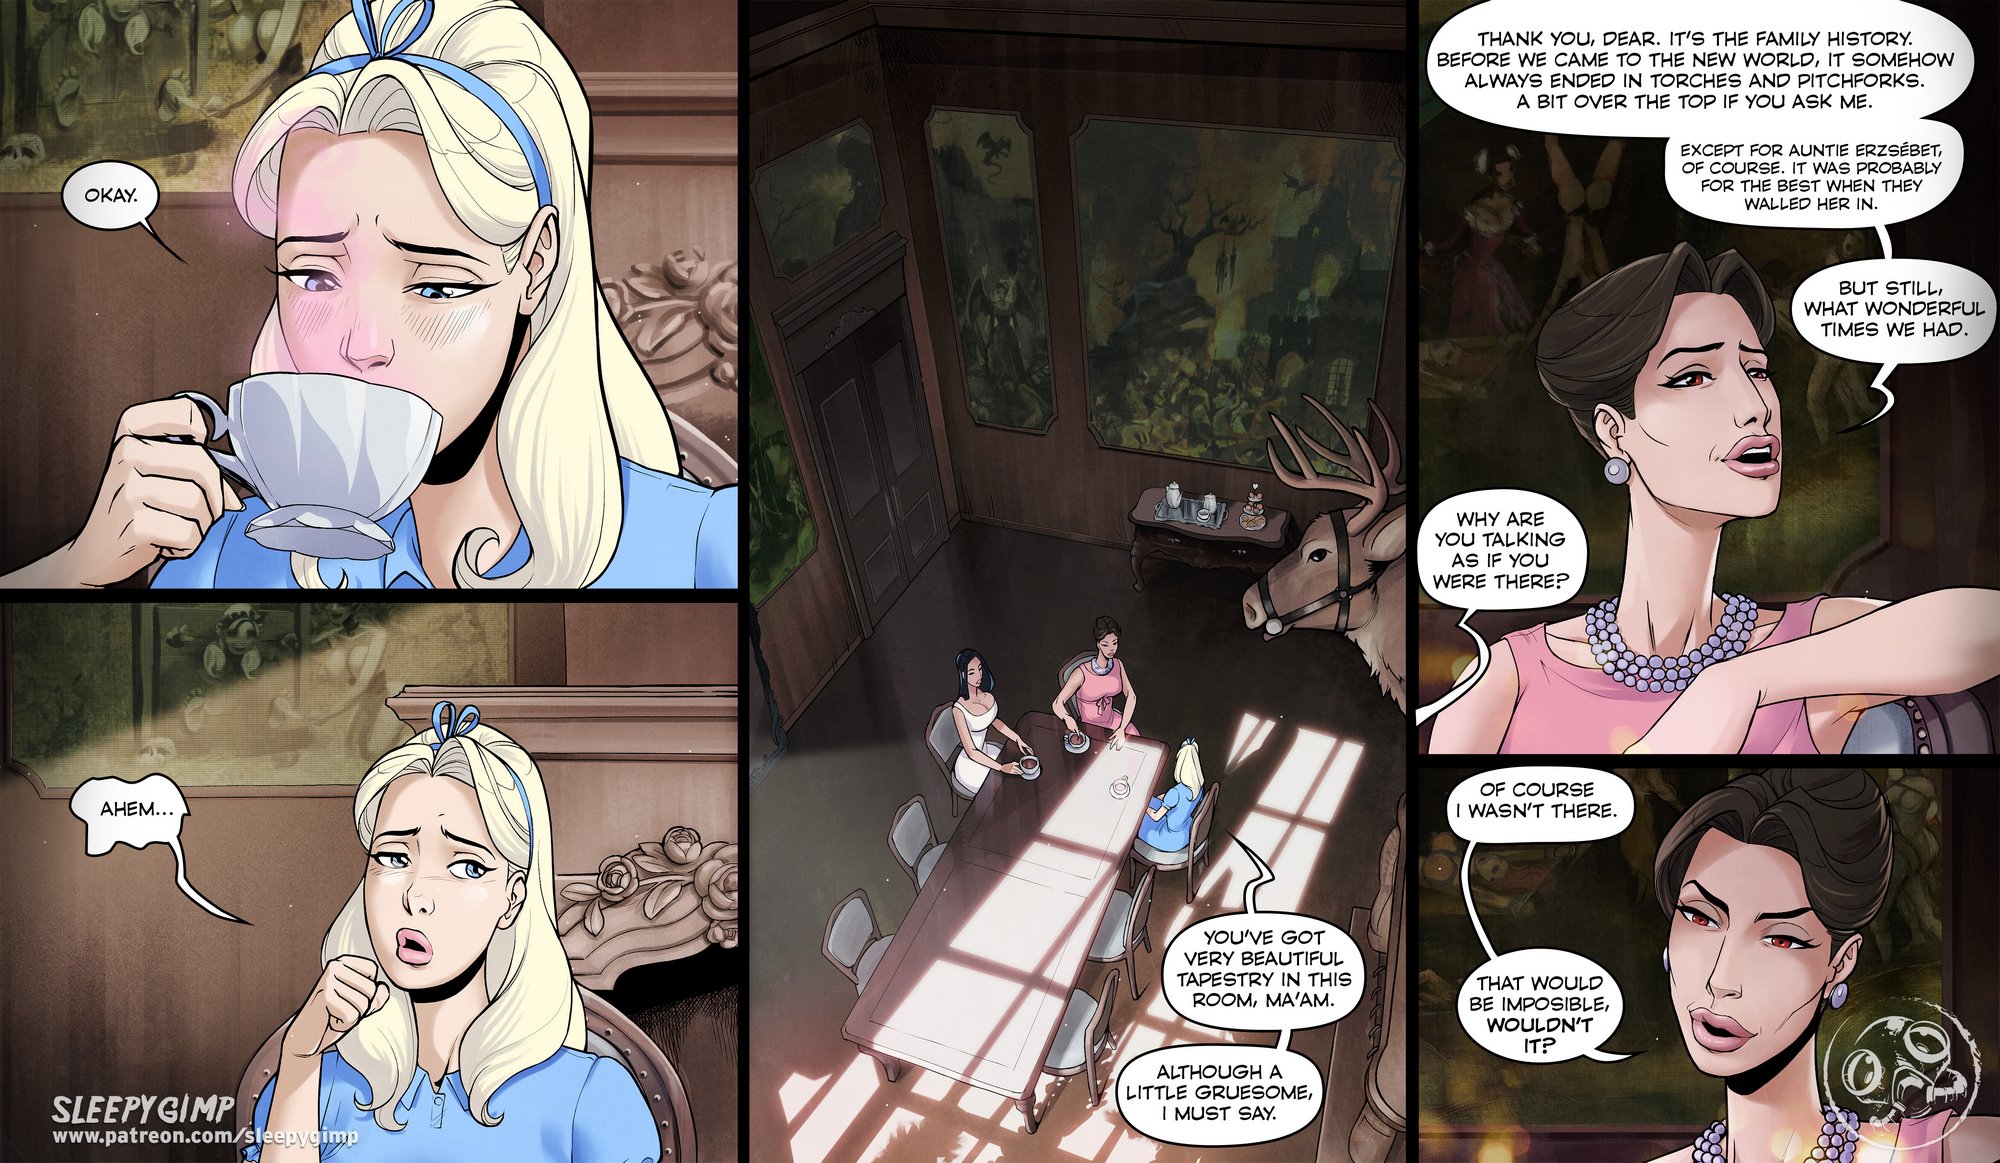 OKAY.
AHEM...
SLEEPYGIMP
www.patreon.com/sleepygimp
YOU'VE GOT
VERY BEAUTIFUL
TAPESTRY IN THIS
ROOM, MA'AM.
ALTHOUGH A
LITTLE GRUESOME,
I MUST SAY.
THANK YOU, DEAR. IT'S THE FAMILY HISTORY.
BEFORE WE CAME TO THE NEW WORLD, IT SOMEHOW
ALWAYS ENDED IN TORCHES AND PITCHFORKS.
A BIT OVER THE TOP IF YOU ASK ME.
EXCEPT FOR AUNTIE ERZSÉBET,
OF COURSE. IT WAS PROBABLY
FOR THE BEST WHEN THEY
WALLED HER IN.
BUT STILL,
WHAT WONDERFUL
TIMES WE HAD.
WHY ARE
YOU TALKING
AS IF YOU
WERE THERE?
OF COURSE
I WASN'T THERE.
THAT WOULD
BE IMPOSIBLE,
WOULDN'T
IT?